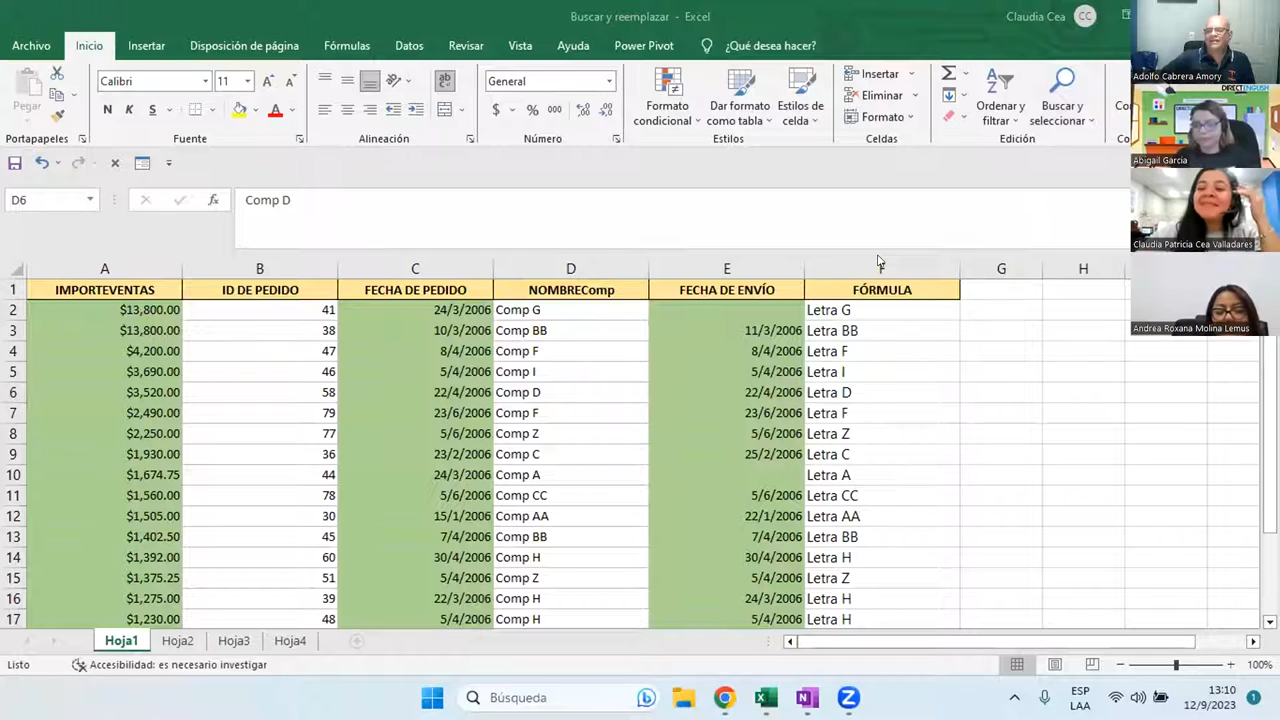 Buscar y reemplazar - Excel
Claudia Cea CC
Archivo Inicio Insertar Disposición de página Fórmulas Datos Revisar Vista Ayuda Power Pivot ¿Qué desea hacer?
Pegar
Calibri 11
N K S
General
$ % 000
Formato condicional
Dar formato como tabla
Estilos de celda
Insertar
Eliminar
Formato
Ordenar y filtrar
Buscar y seleccionar
Portapapeles Fuente Alineación Número Estilos Celdas Edición
Adolfo Cabrera Amory
DIRECTENGLISH
Abigail Garcia
Claudia Patricia Cea Valladares
Andrea Roxana Molina Lemus
D6 fx Comp D
A B C D E F G H
1 IMPORTEVENTAS ID DE PEDIDO FECHA DE PEDIDO NOMBREComp FECHA DE ENVÍO FÓRMULA
2 $13,800.00 41 24/3/2006 Comp G Letra G
3 $13,800.00 38 10/3/2006 Comp BB 11/3/2006 Letra BB
4 $4,200.00 47 8/4/2006 Comp F 8/4/2006 Letra F
5 $3,690.00 46 5/4/2006 Comp I 5/4/2006 Letra I
6 $3,520.00 58 22/4/2006 Comp D 22/4/2006 Letra D
7 $2,490.00 79 23/6/2006 Comp F 23/6/2006 Letra F
8 $2,250.00 77 5/6/2006 Comp Z 5/6/2006 Letra Z
9 $1,930.00 36 23/2/2006 Comp C 25/2/2006 Letra C
10 $1,674.75 44 24/3/2006 Comp A Letra A
11 $1,560.00 78 5/6/2006 Comp CC 5/6/2006 Letra CC
12 $1,505.00 30 15/1/2006 Comp AA 22/1/2006 Letra AA
13 $1,402.50 45 7/4/2006 Comp BB 7/4/2006 Letra BB
14 $1,392.00 60 30/4/2006 Comp H 30/4/2006 Letra H
15 $1,375.25 51 5/4/2006 Comp Z 5/4/2006 Letra Z
16 $1,275.00 39 22/3/2006 Comp H 24/3/2006 Letra H
17 $1,230.00 48 5/4/2006 Comp H 5/4/2006 Letra H
Hoja1 Hoja2 Hoja3 Hoja4
Listo Accesibilidad: es necesario investigar 100%
Búsqueda
ESP
LAA
13:10
12/9/2023
1